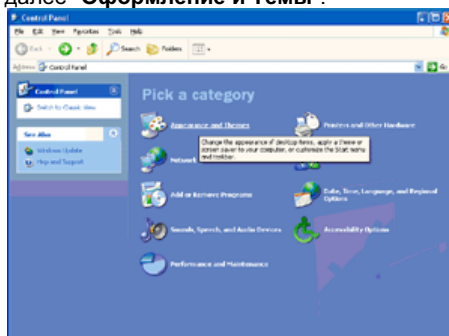 далее "Оформление и Темы".
Control Panel
File Edit View Favorites Tools Help
Back Search Folders
Address Control Panel Go
Control Panel
Switch to Classic View
See Also
Windows Update
Help and Support
Pick a category
Appearance and Themes
Printers and Other Hardware
Change the appearance of desktop items, apply a theme or
screen saver to your computer, or customize the Start menu
and taskbar.
Network
Add or Remove Programs
Date, Time, Language, and Regional
Options
Sounds, Speech, and Audio Devices
Accessibility Options
Performance and Maintenance